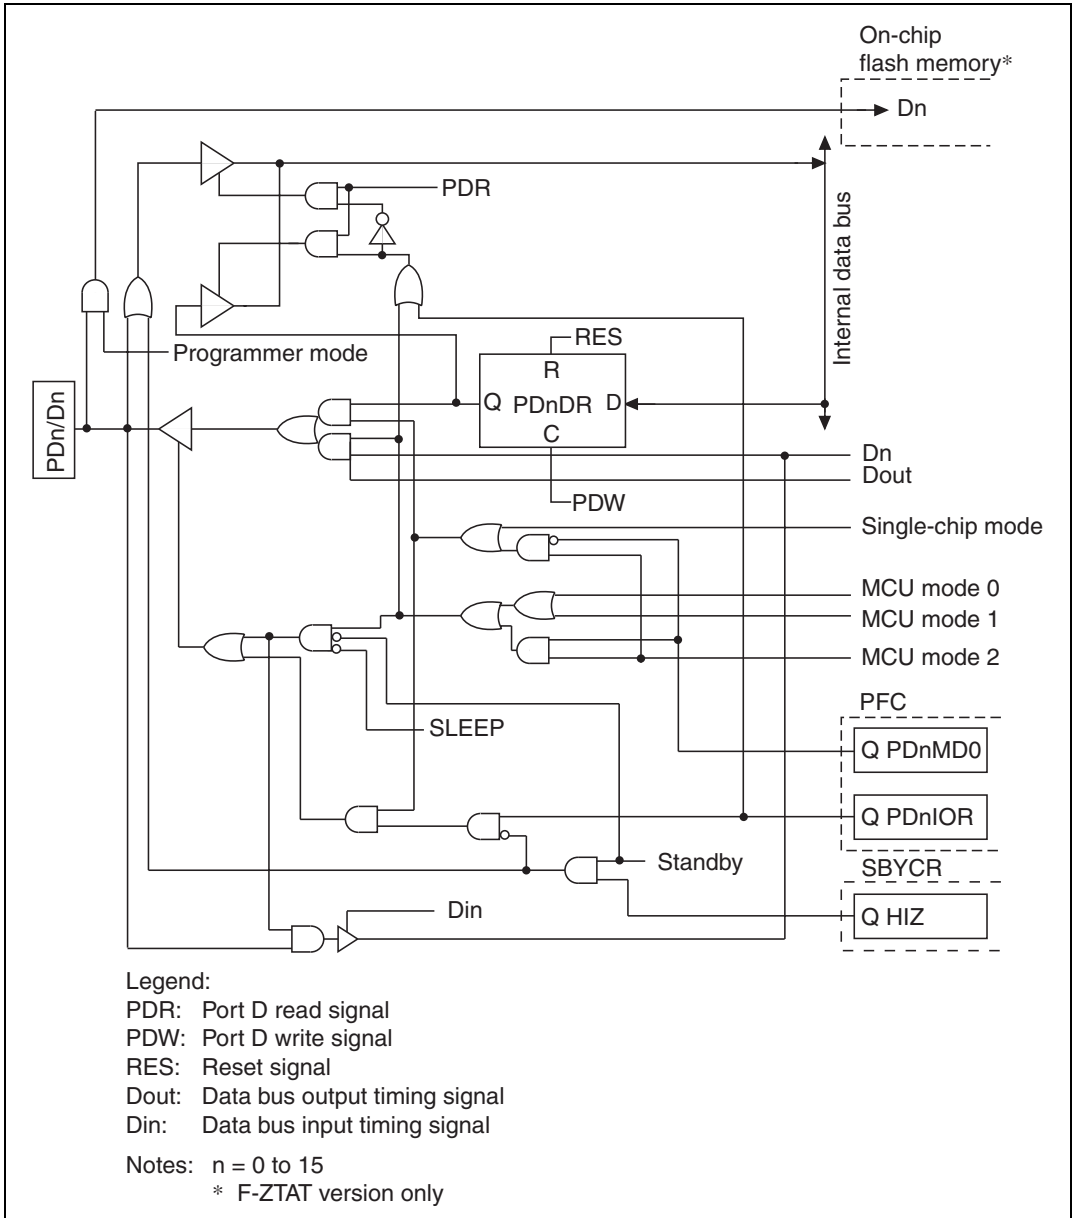 On-chip
flash memory*
Dn
PDR
Internal data bus
Programmer mode
RES
R
Q PDnDR D
C
PDn/Dn
PDW
Dn
Dout
Single-chip mode
MCU mode 0
MCU mode 1
MCU mode 2
SLEEP
PFC
Q PDnMD0
Q PDnIOR
Standby
SBYCR
Din
Q HIZ
Legend:
PDR: Port D read signal
PDW: Port D write signal
RES: Reset signal
Dout: Data bus output timing signal
Din: Data bus input timing signal
Notes: n = 0 to 15
* F-ZTAT version only